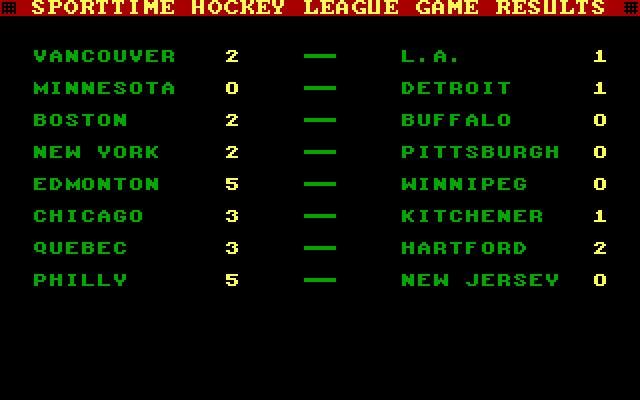 SPORTTIME HOCKEY LEAGUE GAME RESULTS
VANCOUVER 2 — L.A. 1
MINNESOTA 0 — DETROIT 1
BOSTON 2 — BUFFALO 0
NEW YORK 2 — PITTSBURGH 0
EDMONTON 5 — WINNIPEG 0
CHICAGO 3 — KITCHENER 1
QUEBEC 3 — HARTFORD 2
PHILLY 5 — NEW JERSEY 0